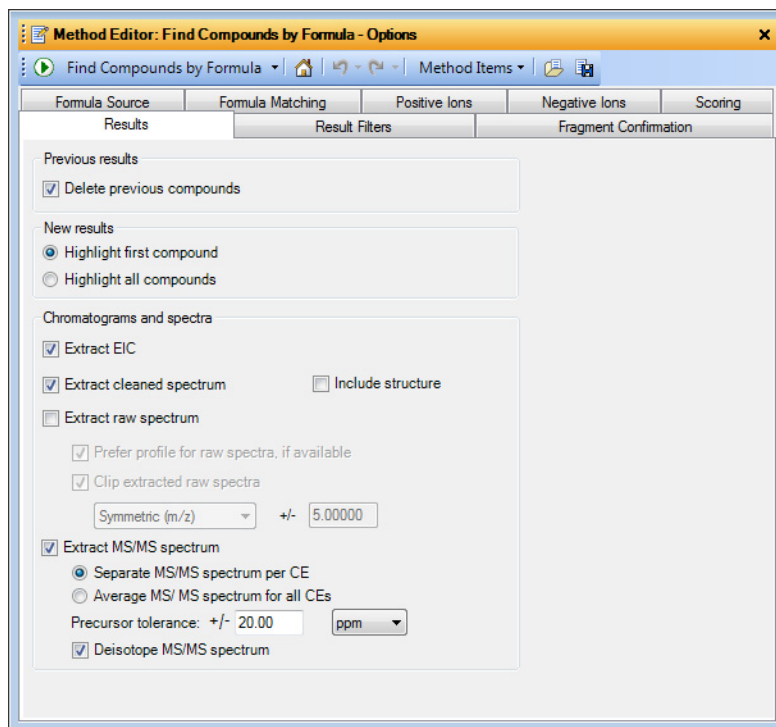 Method Editor: Find Compounds by Formula - Options
Find Compounds by Formula Method Items
Formula Source Formula Matching Positive Ions Negative Ions Scoring
Results Result Filters Fragment Confirmation
Previous results
Delete previous compounds
New results
Highlight first compound
Highlight all compounds
Chromatograms and spectra
Extract EIC
Extract cleaned spectrum Include structure
Extract raw spectrum
Prefer profile for raw spectra, if available
Clip extracted raw spectra
Symmetric (m/z) +/- 5.00000
Extract MS/MS spectrum
Separate MS/MS spectrum per CE
Average MS/ MS spectrum for all CEs
Precursor tolerance: +/- 20.00 ppm
Deisotope MS/MS spectrum